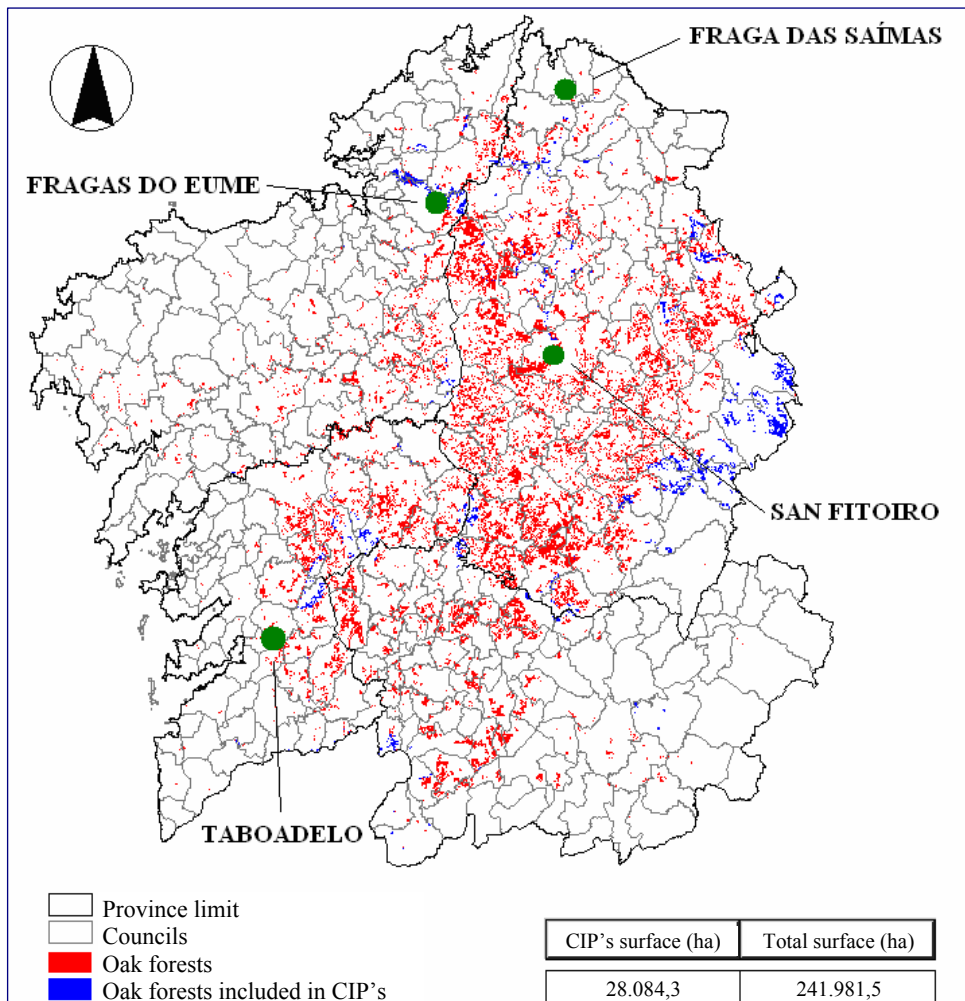 FRAGA DAS SAÍMAS
FRAGAS DO EUME
SAN FITOIRO
TABOADELO
Province limit
Councils
Oak forests
Oak forests included in CIP's
CIP's surface (ha) Total surface (ha)
28.084,3 241.981,5